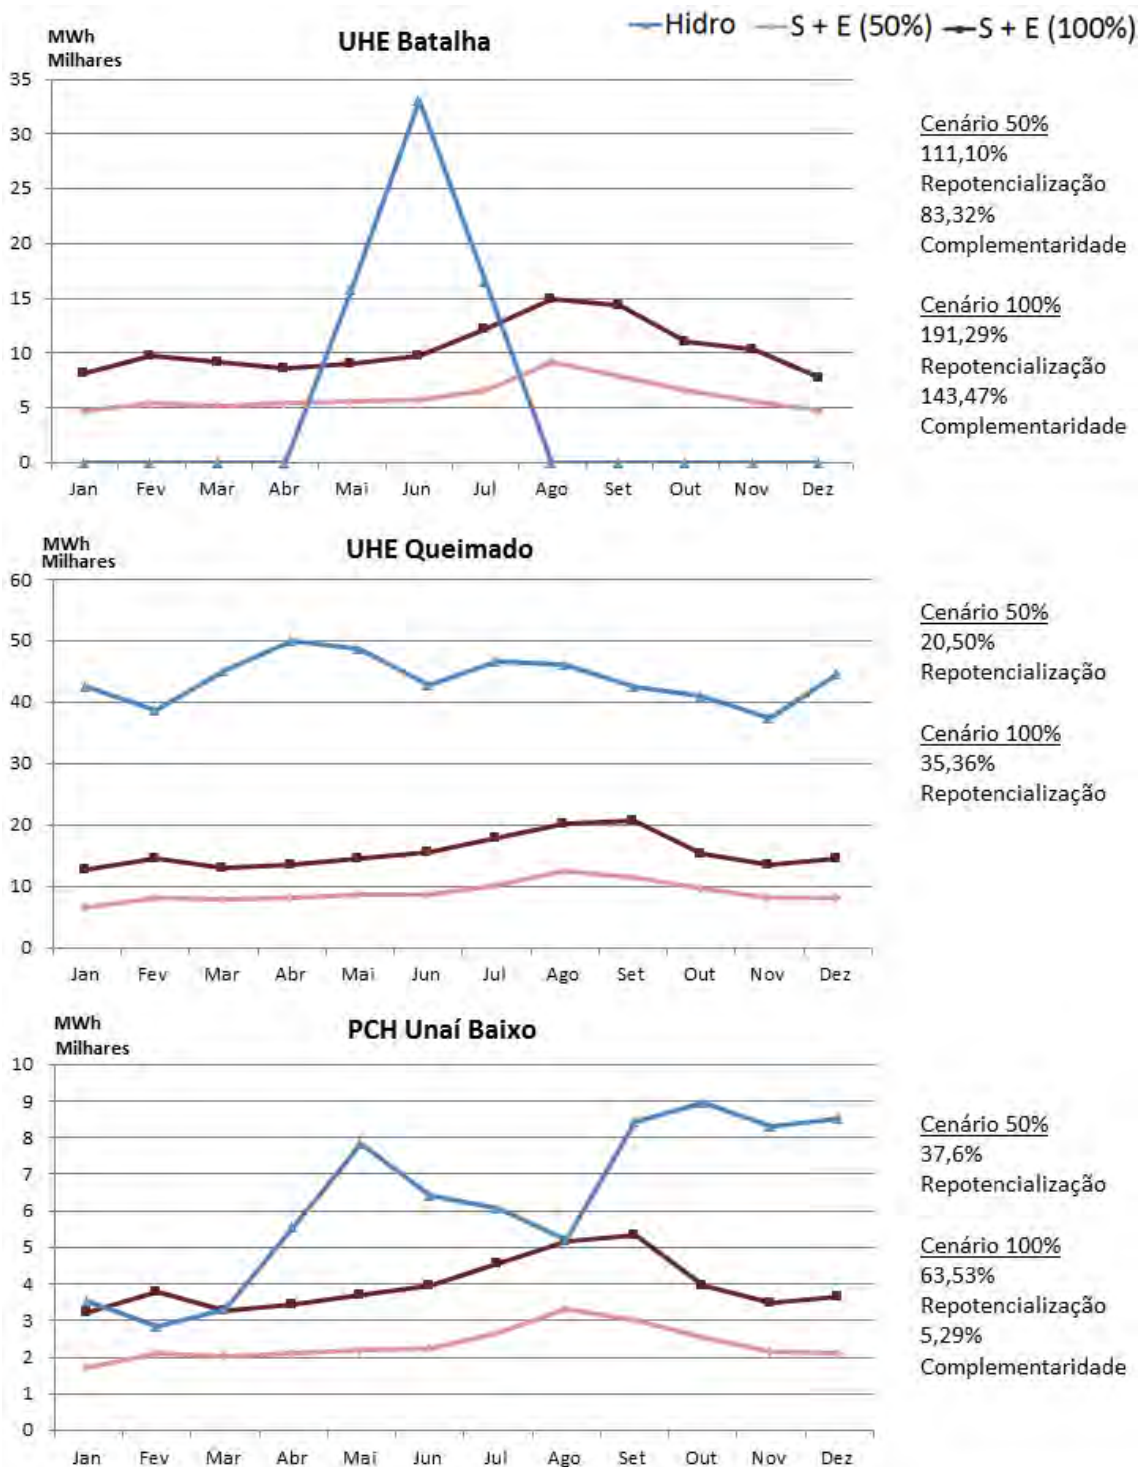 Hidro S + E (50%) S + E (100%)
MWh
Milhares
UHE Batalha
35
30
25
20
15
10
5
0
Jan Fev Mar Abr Mai Jun Jul Ago Set Out Nov Dez
Cenário 50%
111,10%
Repotencialização
83,32%
Complementaridade
Cenário 100%
191,29%
Repotencialização
143,47%
Complementaridade
MWh
Milhares
UHE Queimado
60
50
40
30
20
10
0
Jan Fev Mar Abr Mai Jun Jul Ago Set Out Nov Dez
Cenário 50%
20,50%
Repotencialização
Cenário 100%
35,36%
Repotencialização
MWh
Milhares
PCH Unaí Baixo
10
9
8
7
6
5
4
3
2
1
0
Jan Fev Mar Abr Mai Jun Jul Ago Set Out Nov Dez
Cenário 50%
37,6%
Repotencialização
Cenário 100%
63,53%
Repotencialização
5,29%
Complementaridade